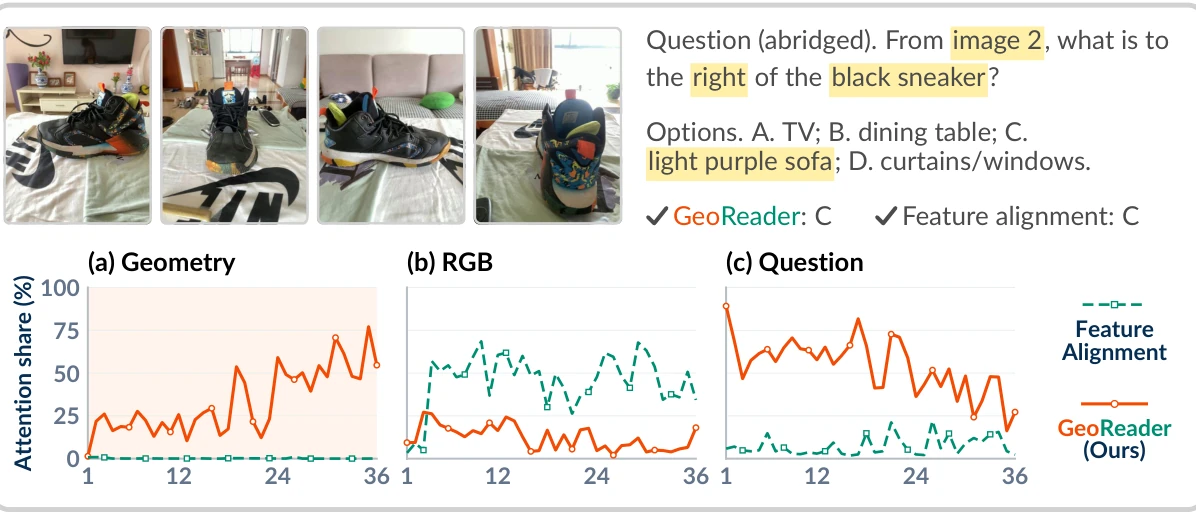 Question (abridged). From image 2, what is to
the right of the black sneaker?
Options. A. TV; B. dining table; C.
light purple sofa; D. curtains/windows.
✓ GeoReader: C ✓ Feature alignment: C
(a) Geometry
(b) RGB
(c) Question
Attention share (%)
100
75
50
25
0
1 12 24 36
1 12 24 36
1 12 24 36
Feature
Alignment
GeoReader
(Ours)